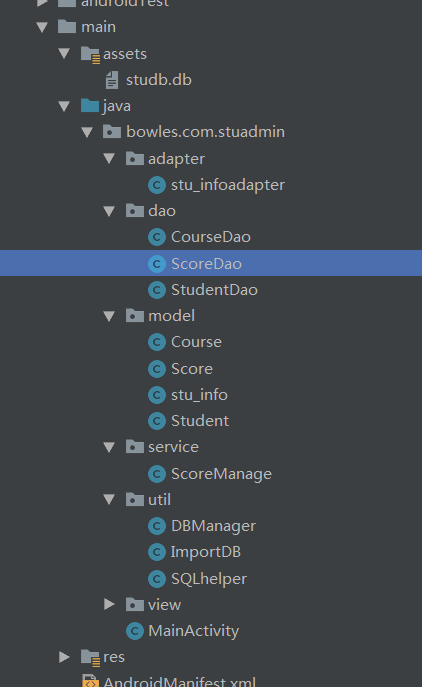 androidTest
main
assets
studb.db
java
bowles.com.stuadmin
adapter
stu_infoadapter
dao
CourseDao
ScoreDao
StudentDao
model
Course
Score
stu_info
Student
service
ScoreManage
util
DBManager
ImportDB
SQLhelper
view
MainActivity
res
AndroidManifest.xml